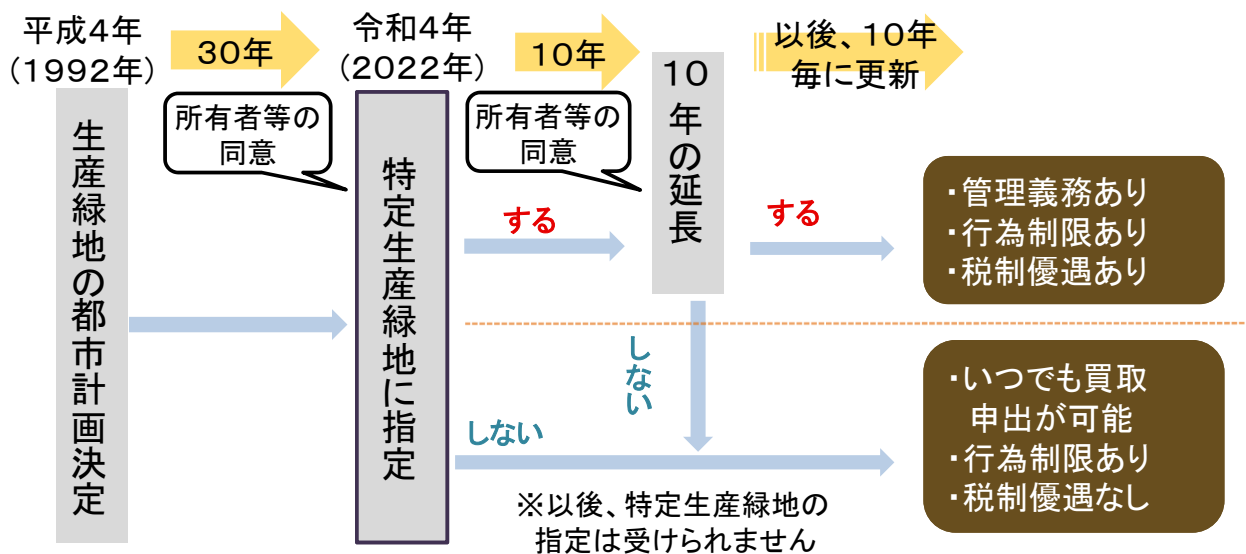 平成4年
(1992年)
30年
令和4年
(2022年)
10年
以後、10年
毎に更新
所有者等の
同意
所有者等の
同意
生産緑地の都市計画決定
特定生産緑地に指定
10年の延長
する
する
しない
しない
・管理義務あり
・行為制限あり
・税制優遇あり
・いつでも買取
申出が可能
・行為制限あり
・税制優遇なし
※以後、特定生産緑地の
指定は受けられません